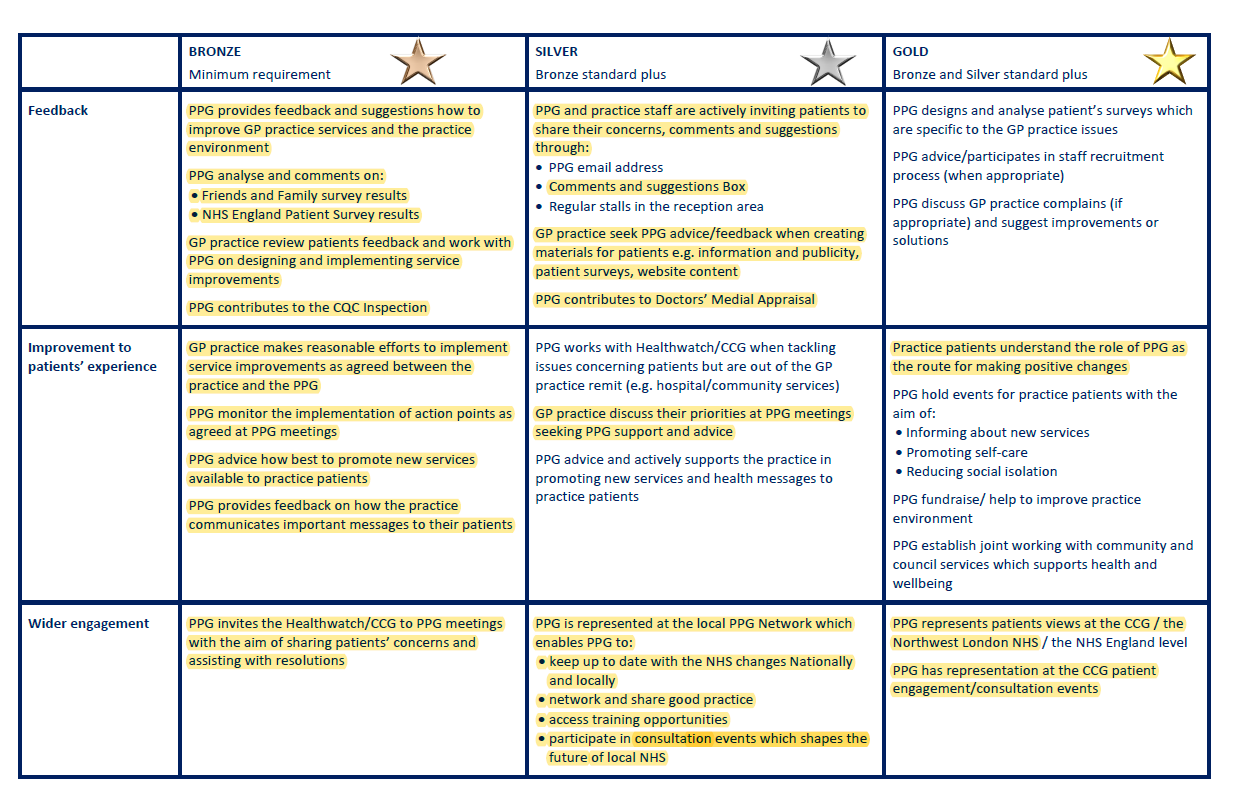 BRONZE
Minimum requirement
SILVER
Bronze standard plus
GOLD
Bronze and Silver standard plus
Feedback
PPG provides feedback and suggestions how to
improve GP practice services and the practice
environment
PPG analyse and comments on:
• Friends and Family survey results
• NHS England Patient Survey results
GP practice review patients feedback and work with
PPG on designing and implementing service
improvements
PPG contributes to the CQC Inspection
PPG and practice staff are actively inviting patients to
share their concerns, comments and suggestions
through:
• PPG email address
• Comments and suggestions Box
• Regular stalls in the reception area
GP practice seek PPG advice/feedback when creating
materials for patients e.g. information and publicity,
patient surveys, website content
PPG contributes to Doctors' Medial Appraisal
PPG designs and analyse patient's surveys which
are specific to the GP practice issues
PPG advice/participates in staff recruitment
process (when appropriate)
PPG discuss GP practice complains (if
appropriate) and suggest improvements or
solutions
Improvement to
patients' experience
GP practice makes reasonable efforts to implement
service improvements as agreed between the
practice and the PPG
PPG monitor the implementation of action points as
agreed at PPG meetings
PPG advice how best to promote new services
available to practice patients
PPG provides feedback on how the practice
communicates important messages to their patients
PPG works with Healthwatch/CCG when tackling
issues concerning patients but are out of the GP
practice remit (e.g. hospital/community services)
GP practice discuss their priorities at PPG meetings
seeking PPG support and advice
PPG advice and actively supports the practice in
promoting new services and health messages to
practice patients
Practice patients understand the role of PPG as
the route for making positive changes
PPG hold events for practice patients with the
aim of:
• Informing about new services
• Promoting self-care
• Reducing social isolation
PPG fundraise/ help to improve practice
environment
PPG establish joint working with community and
council services which supports health and
wellbeing
Wider engagement
PPG invites the Healthwatch/CCG to PPG meetings
with the aim of sharing patients' concerns and
assisting with resolutions
PPG is represented at the local PPG Network which
enables PPG to:
• keep up to date with the NHS changes Nationally
and locally
• network and share good practice
• access training opportunities
• participate in consultation events which shapes the
future of local NHS
PPG represents patients views at the CCG / the
Northwest London NHS / the NHS England level
PPG has representation at the CCG patient
engagement/consultation events